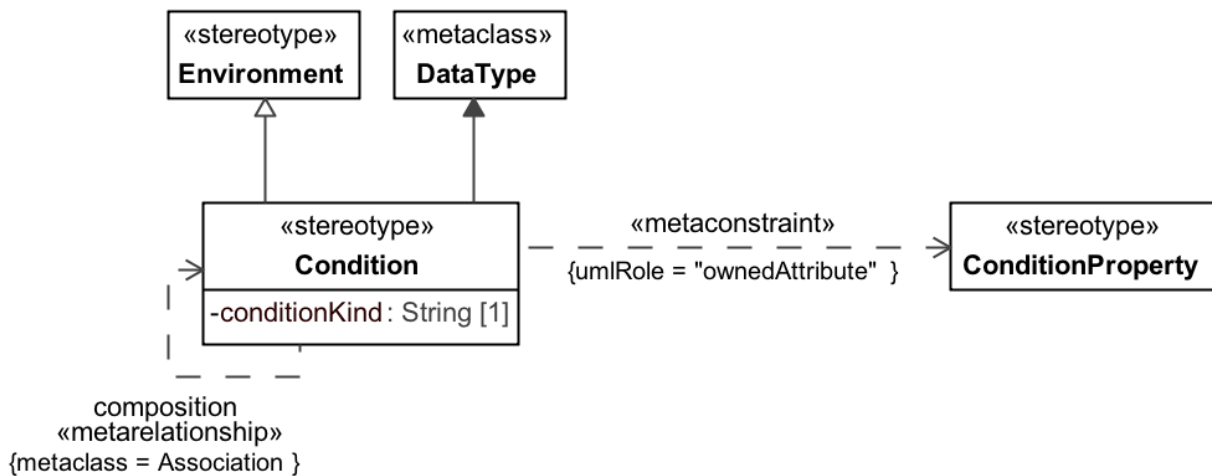 «stereotype»
Environment
«metaclass»
DataType
«stereotype»
Condition
-conditionKind : String [1]
«metaconstraint»
{umlRole = "ownedAttribute" }
«stereotype»
ConditionProperty
composition
«metarelationship»
{metaclass = Association }